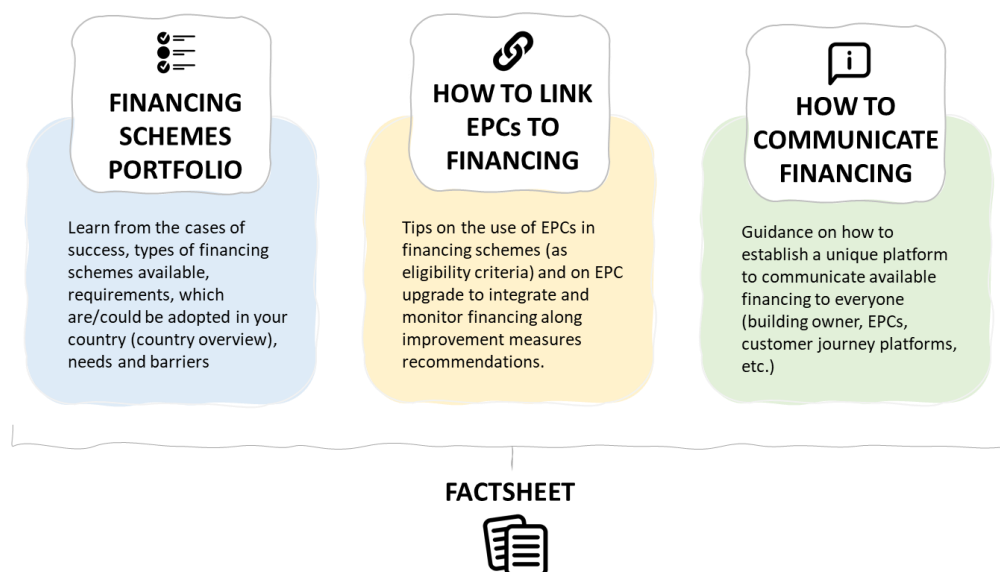 FINANCING
SCHEMES
PORTFOLIO
Learn from the cases of
success, types of financing
schemes available,
requirements, which
are/could be adopted in your
country (country overview),
needs and barriers
HOW TO LINK
EPCs TO
FINANCING
Tips on the use of EPCs in
financing schemes (as
eligibility criteria) and on EPC
upgrade to integrate and
monitor financing along
improvement measures
recommendations.
HOW TO
COMMUNICATE
FINANCING
Guidance on how to
establish a unique platform
to communicate available
financing to everyone
(building owner, EPCs,
customer journey platforms,
etc.)
FACTSHEET